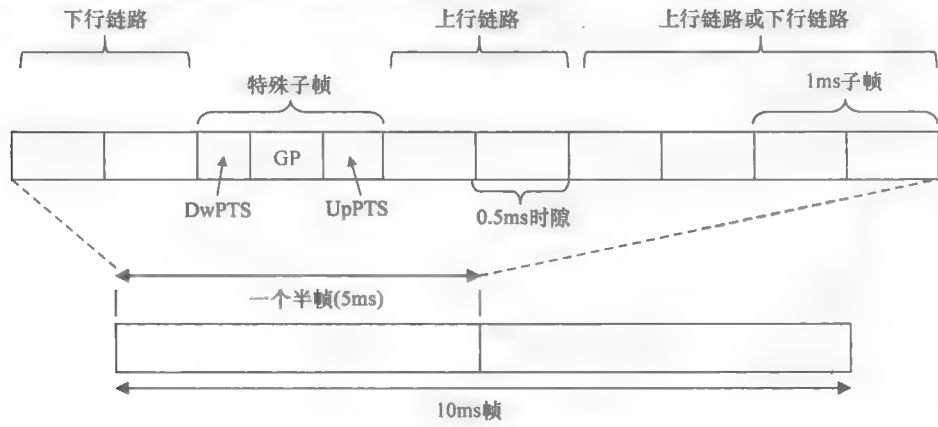 下行链路
上行链路
上行链路或下行链路
特殊子帧
1ms子帧
GP
DwPTS
UpPTS
0.5ms时隙
一个半帧(5ms)
10ms帧